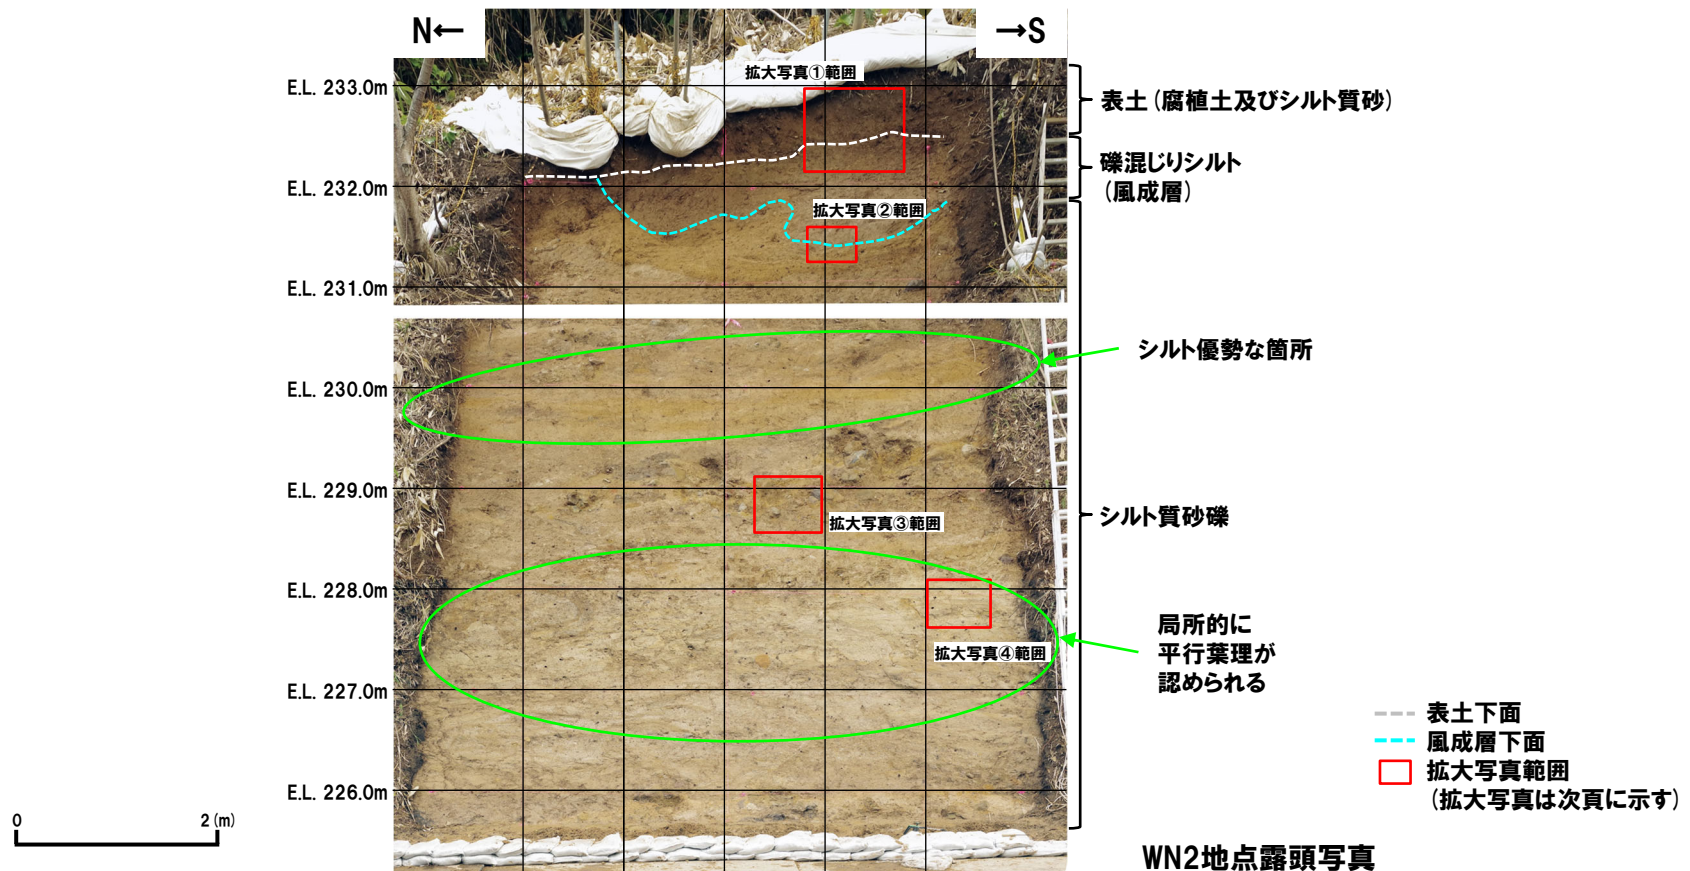 N←
→S
拡大写真①範囲
E.L. 233.0m
表土(腐植土及びシルト質砂)
礫混じりシルト
(風成層)
E.L. 232.0m
拡大写真②範囲
E.L. 231.0m
シルト優勢な箇所
E.L. 230.0m
E.L. 229.0m
拡大写真③範囲
シルト質砂礫
E.L. 228.0m
局所的に
平行葉理が
認められる
拡大写真④範囲
E.L. 227.0m
表土下面
風成層下面
拡大写真範囲
(拡大写真は次頁に示す)
E.L. 226.0m
0 2 (m)
WN2地点露頭写真